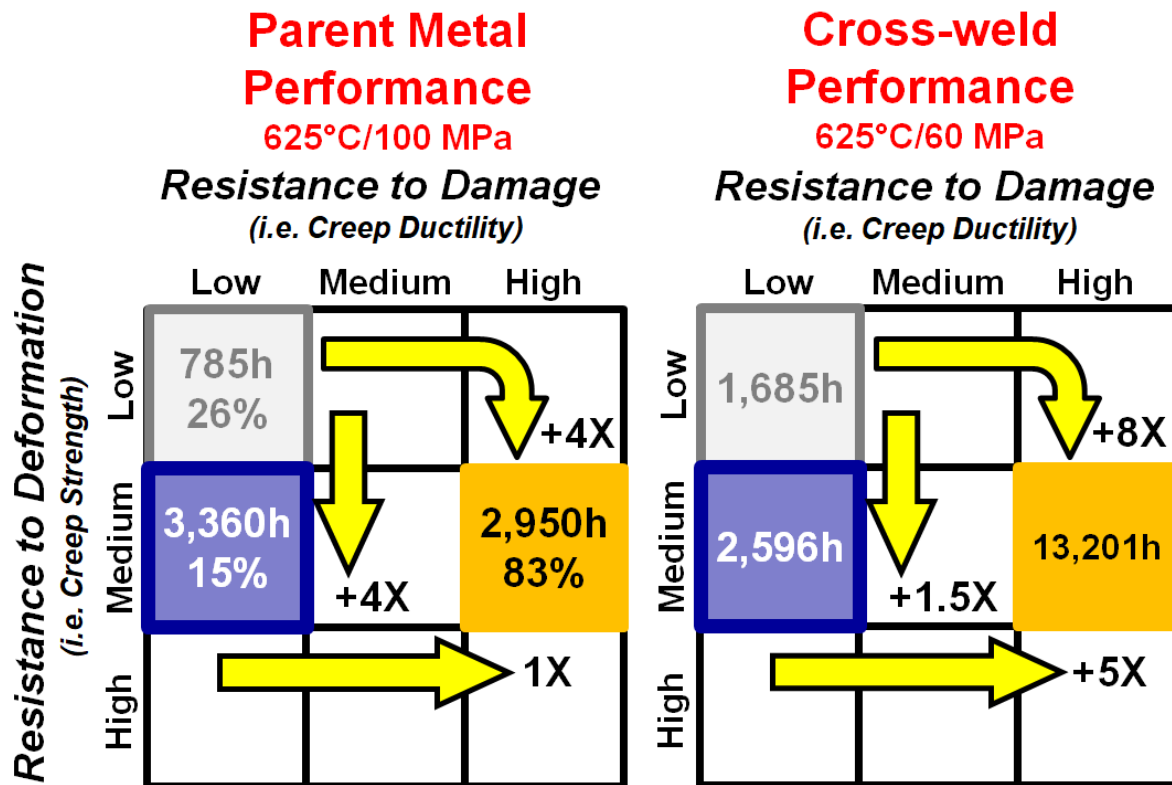 Parent Metal
Performance
625°C/100 MPa
Resistance to Damage
(i.e. Creep Ductility)
Low Medium High
Resistance to Deformation
(i.e. Creep Strength)
Low
785h
26%
+4X
Medium
3,360h
15%
+4X
2,950h
83%
High
1X
Cross-weld
Performance
625°C/60 MPa
Resistance to Damage
(i.e. Creep Ductility)
Low Medium High
Low
1,685h
+8X
Medium
2,596h
+1.5X
13,201h
High
+5X